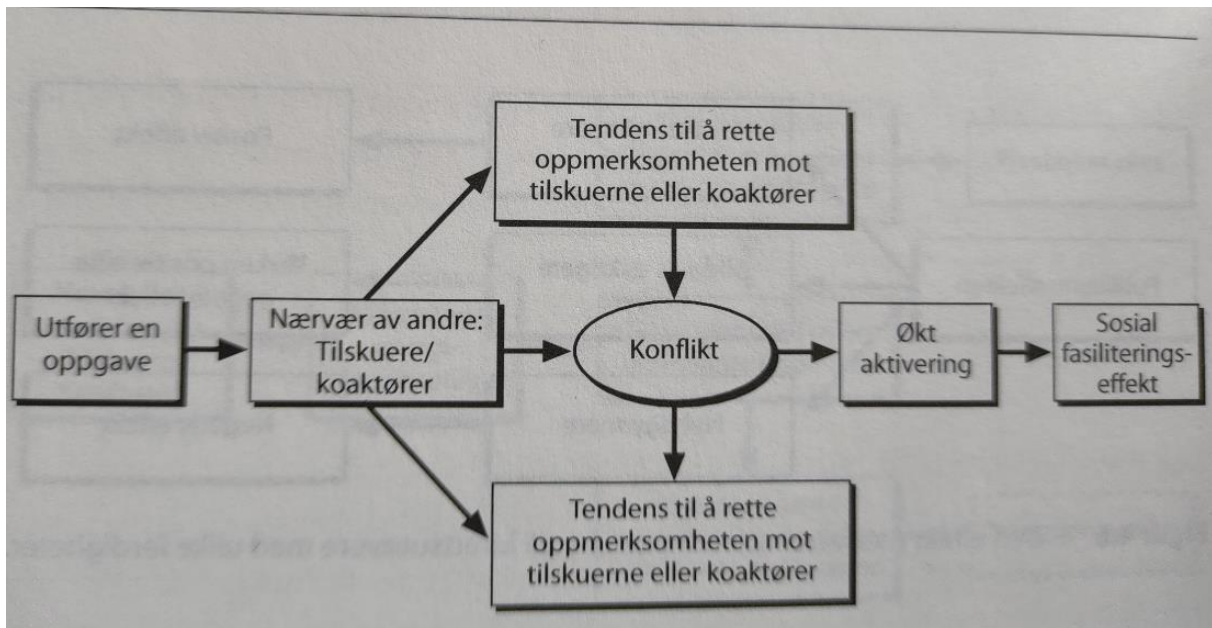 Tendens til å rette
oppmerksomheten mot
tilskuerne eller koaktører
Utfører en
oppgave
Nærvær av andre:
Tilskuere/
koaktører
Konflikt
Økt
aktivering
Sosial
fasiliterings-
effekt
Tendens til å rette
oppmerksomheten mot
tilskuerne eller koaktører